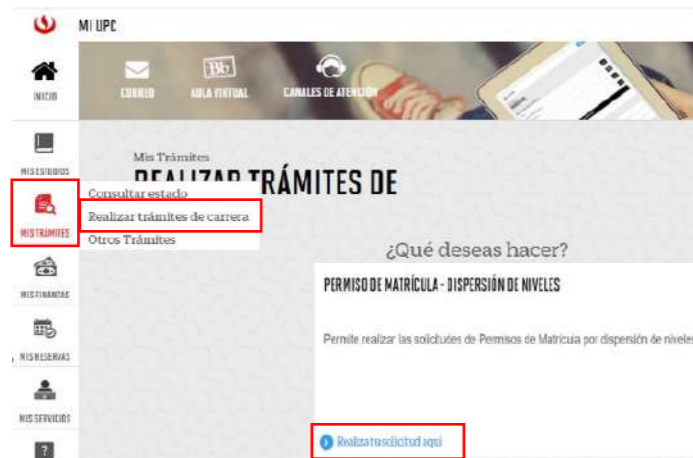 MI UPC
INICIO
CORREO
Bb
AULA VIRTUAL
CANALES DE ATENCIÓN
MIS ESTUDIOS
Mis Trámites
REALIZAR TRÁMITES DE
Consultar estado
Realizar trámites de carrera
Otros Trámites
MIS TRÁMITES
¿Qué deseas hacer?
MIS FINANZAS
PERMISO DE MATRÍCULA - DISPERSIÓN DE NIVELES
Permite realizar las solicitudes de Permisos de Matrícula por dispersión de niveles
MIS RESERVAS
MIS SERVICIOS
Realiza tu solicitud aquí
?